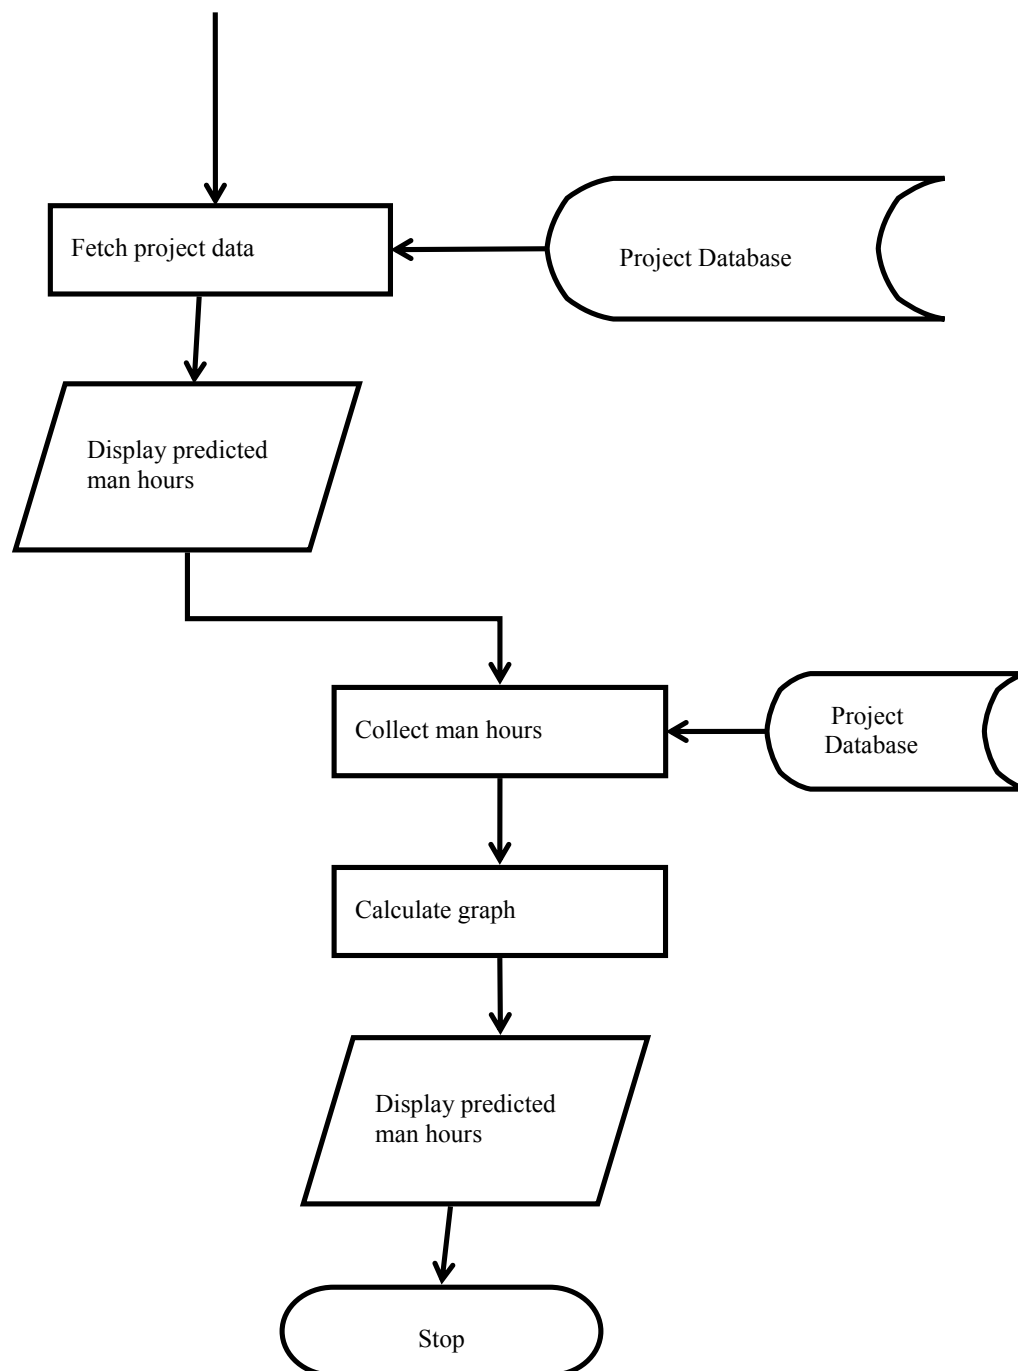 Fetch project data
Project Database
Display predicted
man hours
Collect man hours
Project
Database
Calculate graph
Display predicted
man hours
Stop